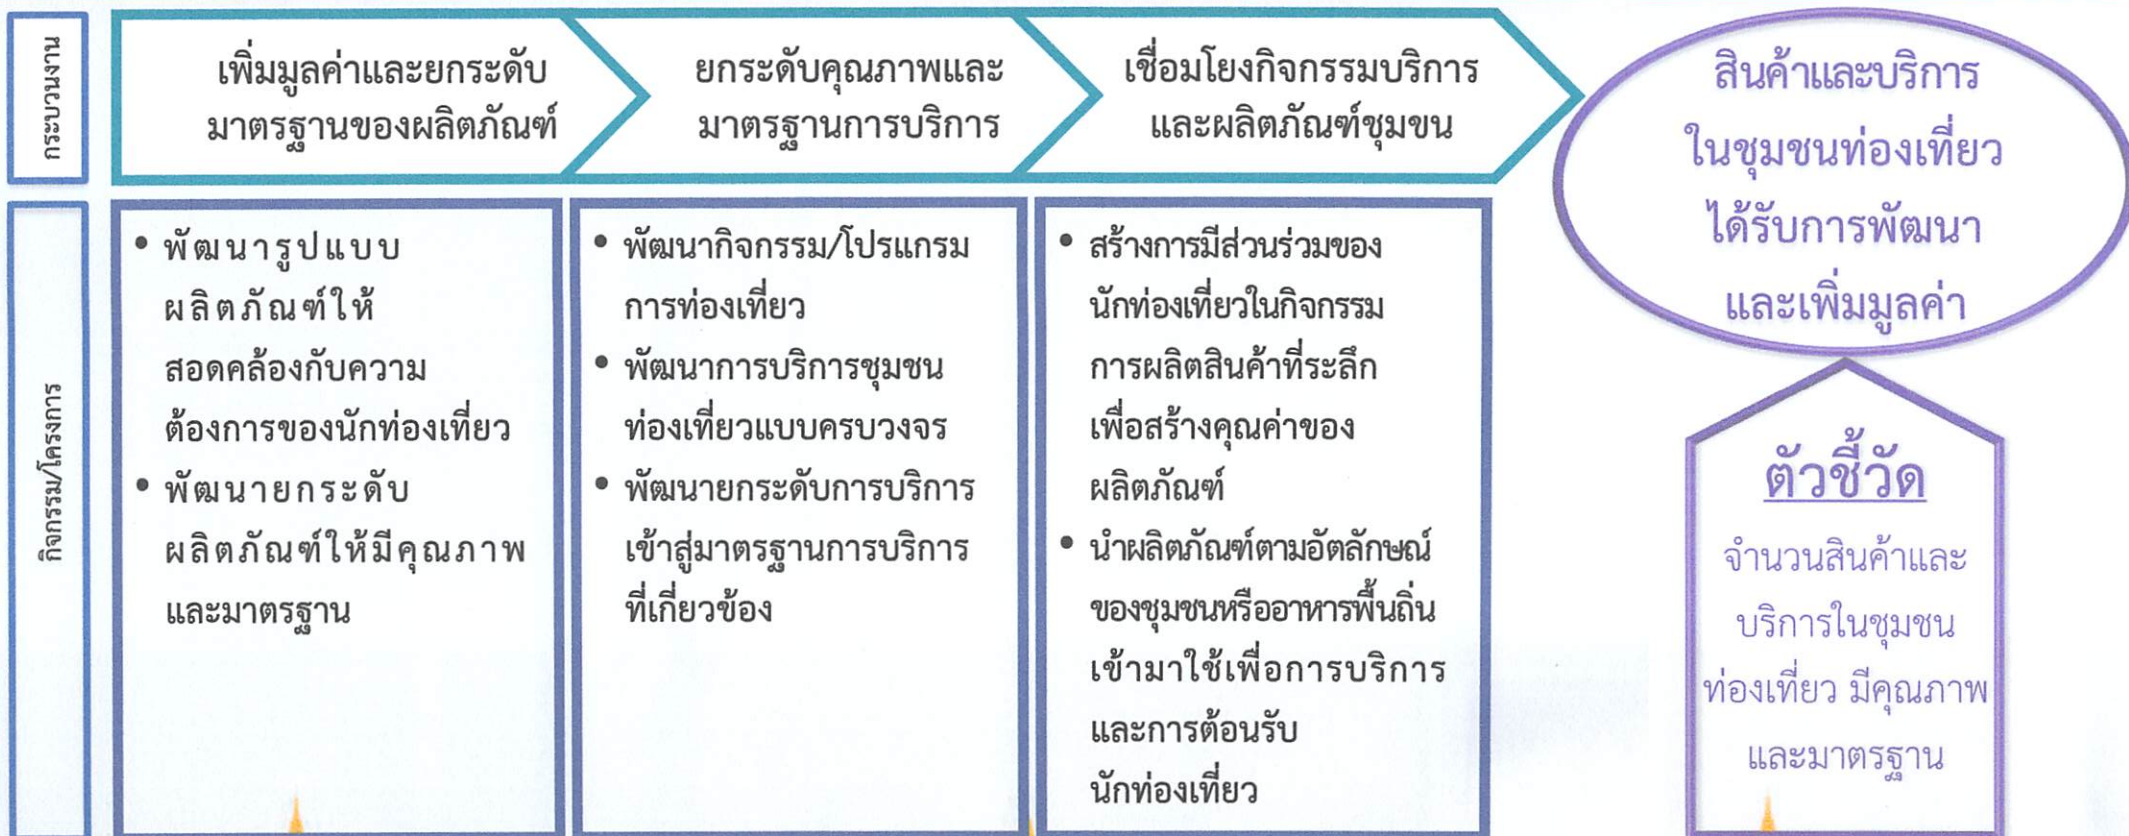 กระบวนงาน
เพิ่มมูลค่าและยกระดับ
มาตรฐานของผลิตภัณฑ์
ยกระดับคุณภาพและ
มาตรฐานการบริการ
เชื่อมโยงกิจกรรมบริการ
และผลิตภัณฑ์ชุมขน
สินค้าและบริการ
ในชุมชนท่องเที่ยว
ได้รับการพัฒนา
และเพิ่มมูลค่า
กิจกรรม/โครงการ
• พัฒนารูปแบบ
ผลิตภัณฑ์ให้
สอดคล้องกับความ
ต้องการของนักท่องเที่ยว
• พัฒนายกระดับ
ผลิตภัณฑ์ให้มีคุณภาพ
และมาตรฐาน
• พัฒนากิจกรรม/โปรแกรม
การท่องเที่ยว
• พัฒนาการบริการชุมชน
ท่องเที่ยวแบบครบวงจร
• พัฒนายกระดับการบริการ
เข้าสู่มาตรฐานการบริการ
ที่เกี่ยวข้อง
• สร้างการมีส่วนร่วมของ
นักท่องเที่ยวในกิจกรรม
การผลิตสินค้าที่ระลึก
เพื่อสร้างคุณค่าของ
ผลิตภัณฑ์
• นำผลิตภัณฑ์ตามอัตลักษณ์
ของชุมชนหรืออาหารพื้นถิ่น
เข้ามาใช้เพื่อการบริการ
และการต้อนรับ
นักท่องเที่ยว
ตัวชี้วัด
จำนวนสินค้าและ
บริการในชุมชน
ท่องเที่ยว มีคุณภาพ
และมาตรฐาน